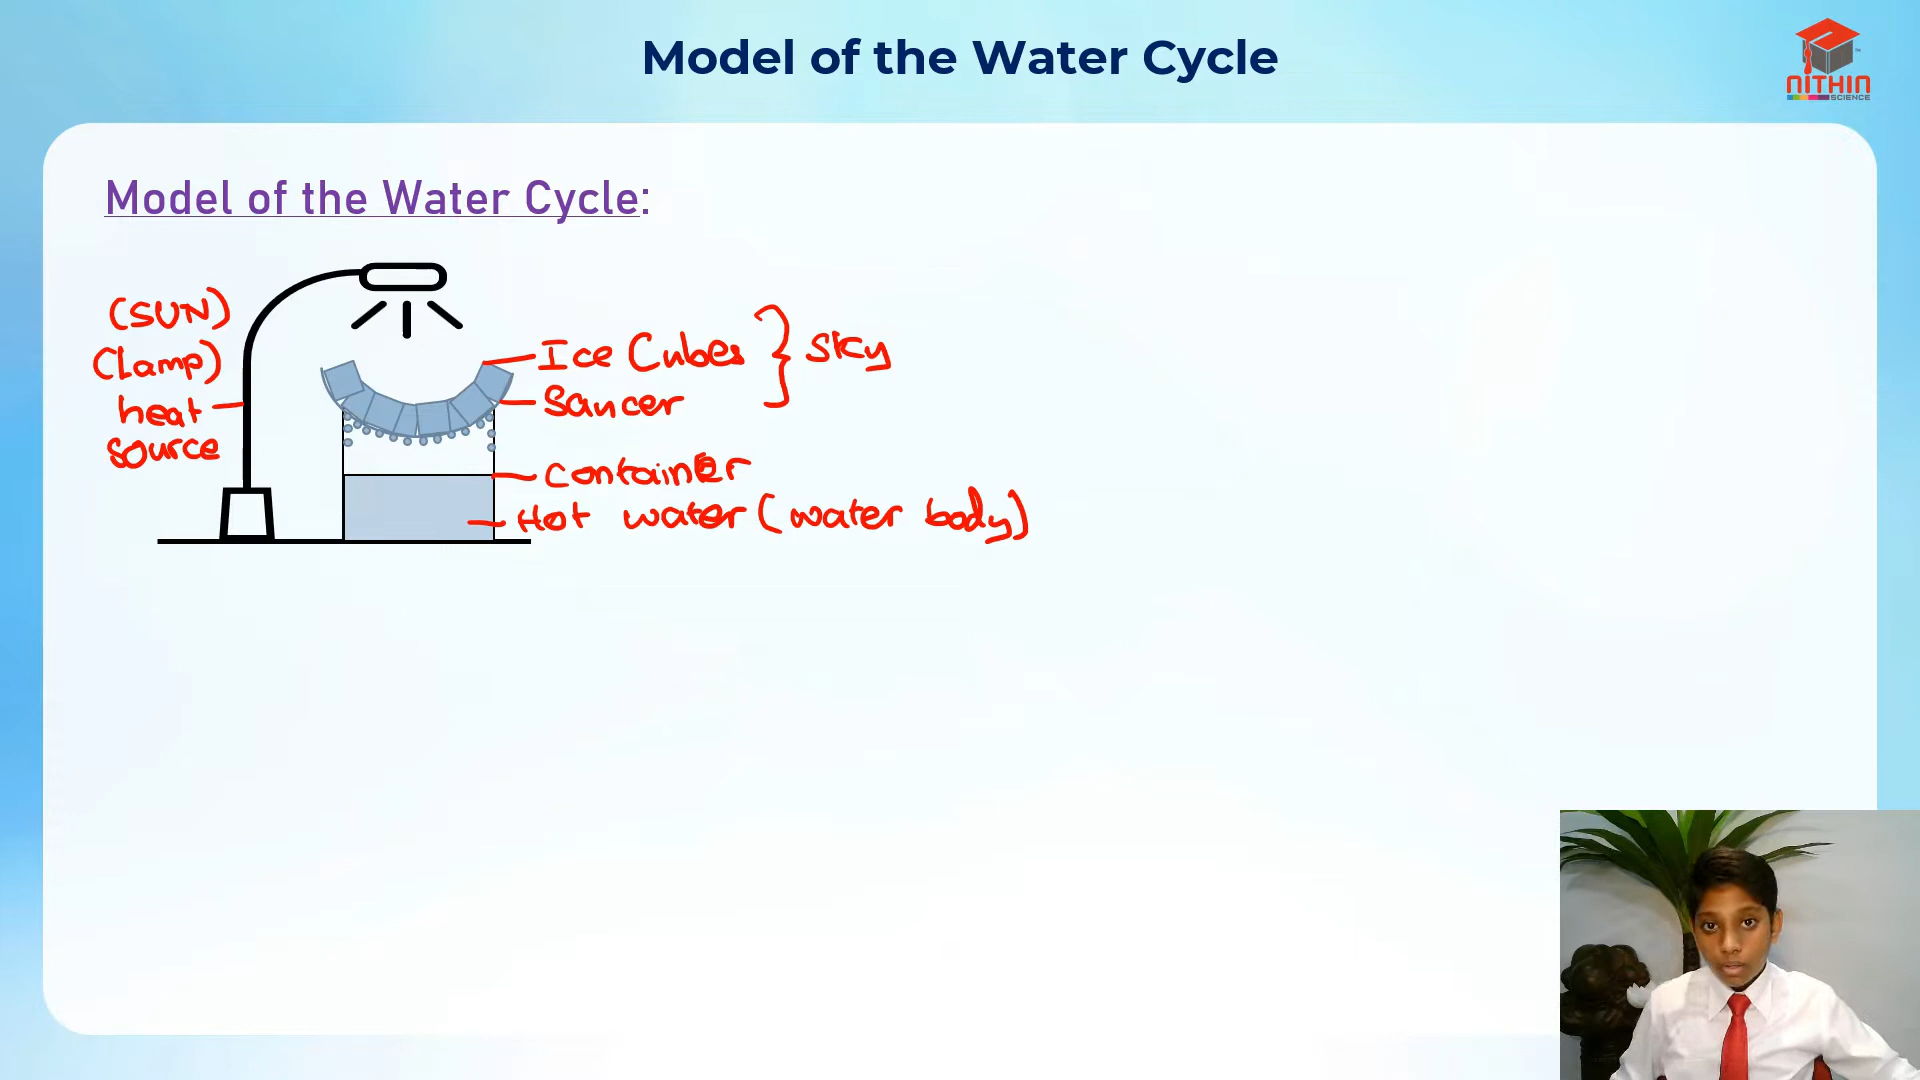 Model of the Water Cycle
NITHIN
SCIENCE
Model of the Water Cycle:
(SUN)
(lamp)
heat
source
Ice Cubes } Sky
Saucer
Container
Hot water (water body)